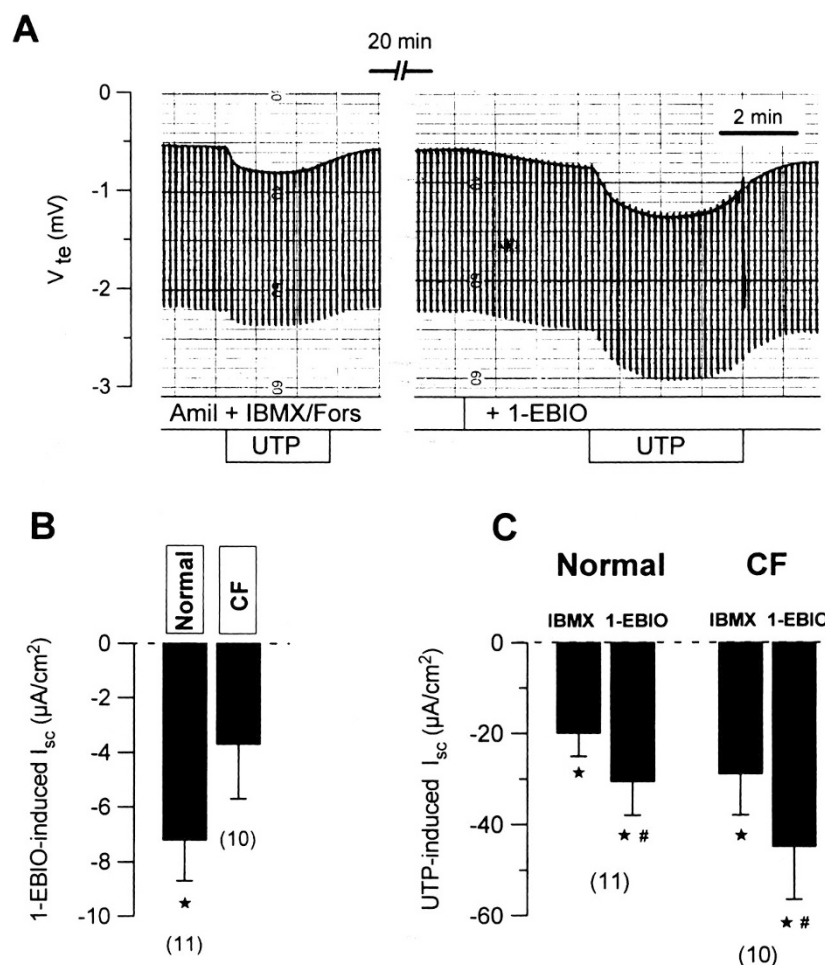 A
20 min
2 min
0
-1
-2
-3
V te (mV)
60
Amil + IBMX/Fors
+ 1-EBIO
UTP
UTP
B
Normal
CF
0
-2
-4
-6
-8
-10
1-EBIO-induced Isc (µA/cm²)
★
(11)
(10)
C
Normal CF
IBMX 1-EBIO IBMX 1-EBIO
0
-20
-40
-60
UTP-induced Isc (µA/cm²)
★
★ #
(11)
★
★ #
(10)